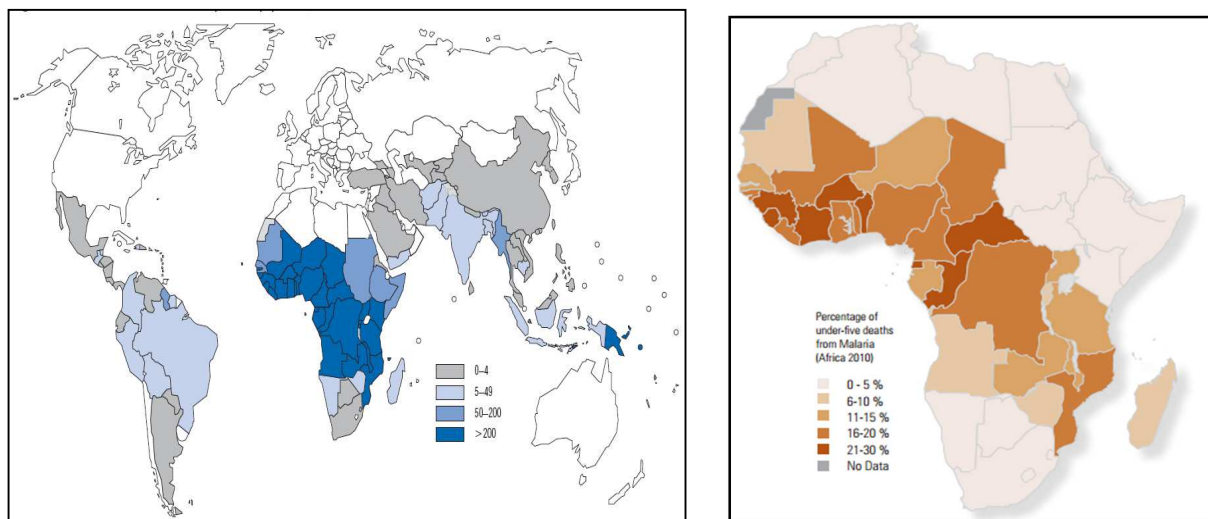 0–4
5–49
50–200
>200
Percentage of
under-five deaths
from Malaria
(Africa 2010)
0 - 5 %
6-10 %
11-15 %
16-20 %
21-30 %
No Data